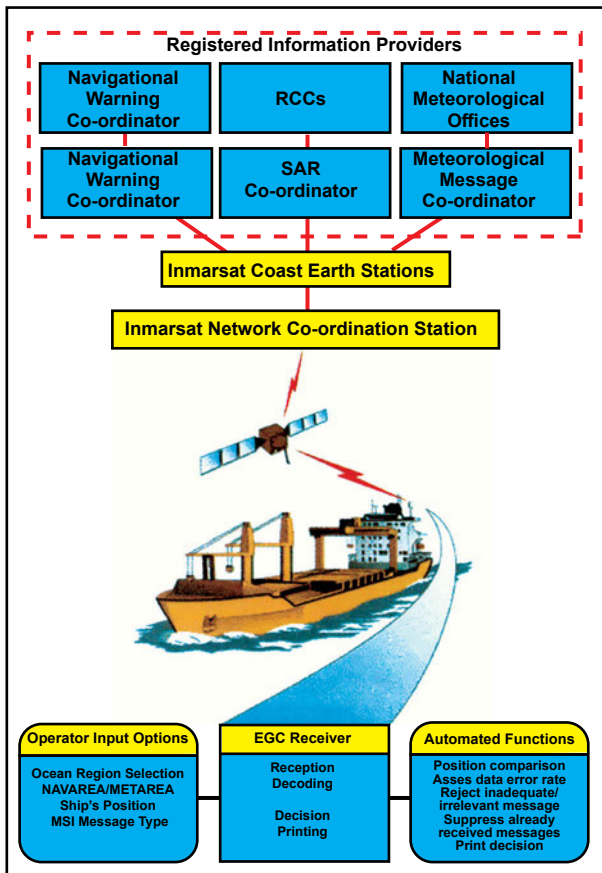 Registered Information Providers
Navigational
Warning
Co-ordinator
RCCs
National
Meteorological
Offices
Navigational
Warning
Co-ordinator
SAR
Co-ordinator
Meteorological
Message
Co-ordinator
Inmarsat Coast Earth Stations
Inmarsat Network Co-ordination Station
Operator Input Options
Ocean Region Selection
NAVAREA/METAREA
Ship's Position
MSI Message Type
EGC Receiver
Reception
Decoding
Decision
Printing
Automated Functions
Position comparison
Asses data error rate
Reject inadequate/
irrelevant message
Suppress already
received messages
Print decision